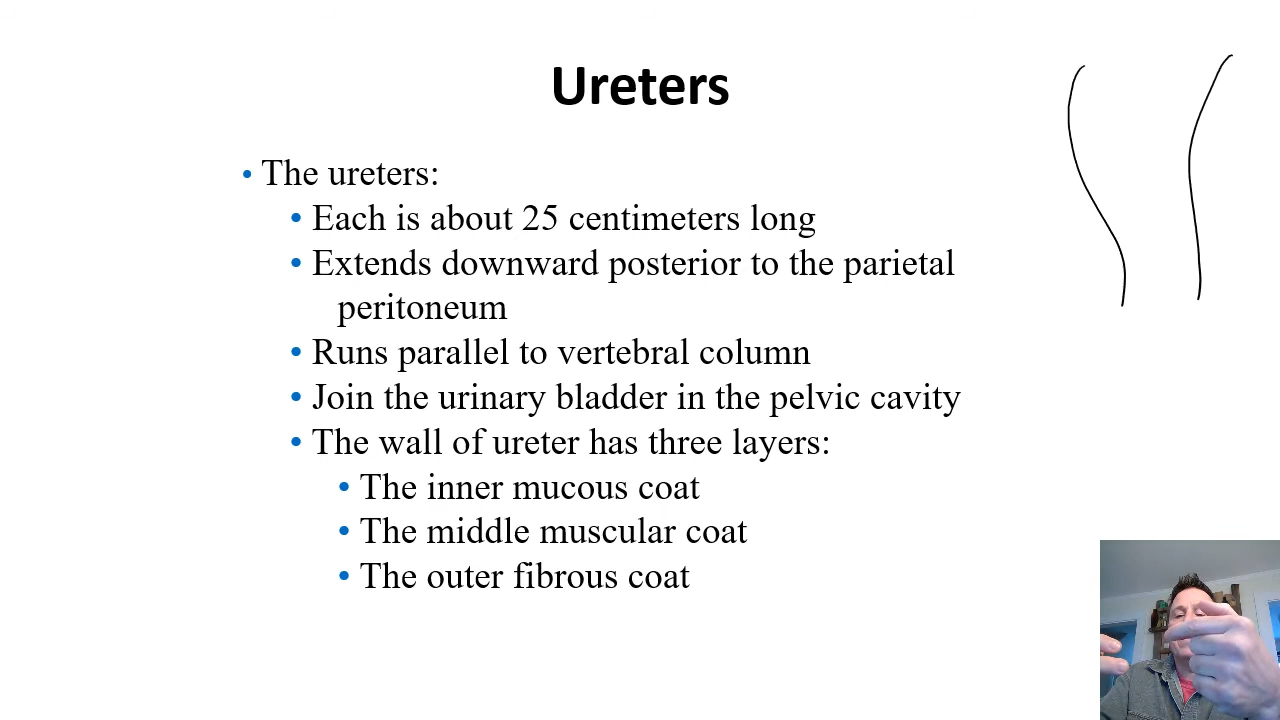 Ureters
• The ureters:
• Each is about 25 centimeters long
• Extends downward posterior to the parietal
peritoneum
• Runs parallel to vertebral column
• Join the urinary bladder in the pelvic cavity
• The wall of ureter has three layers:
• The inner mucous coat
• The middle muscular coat
• The outer fibrous coat